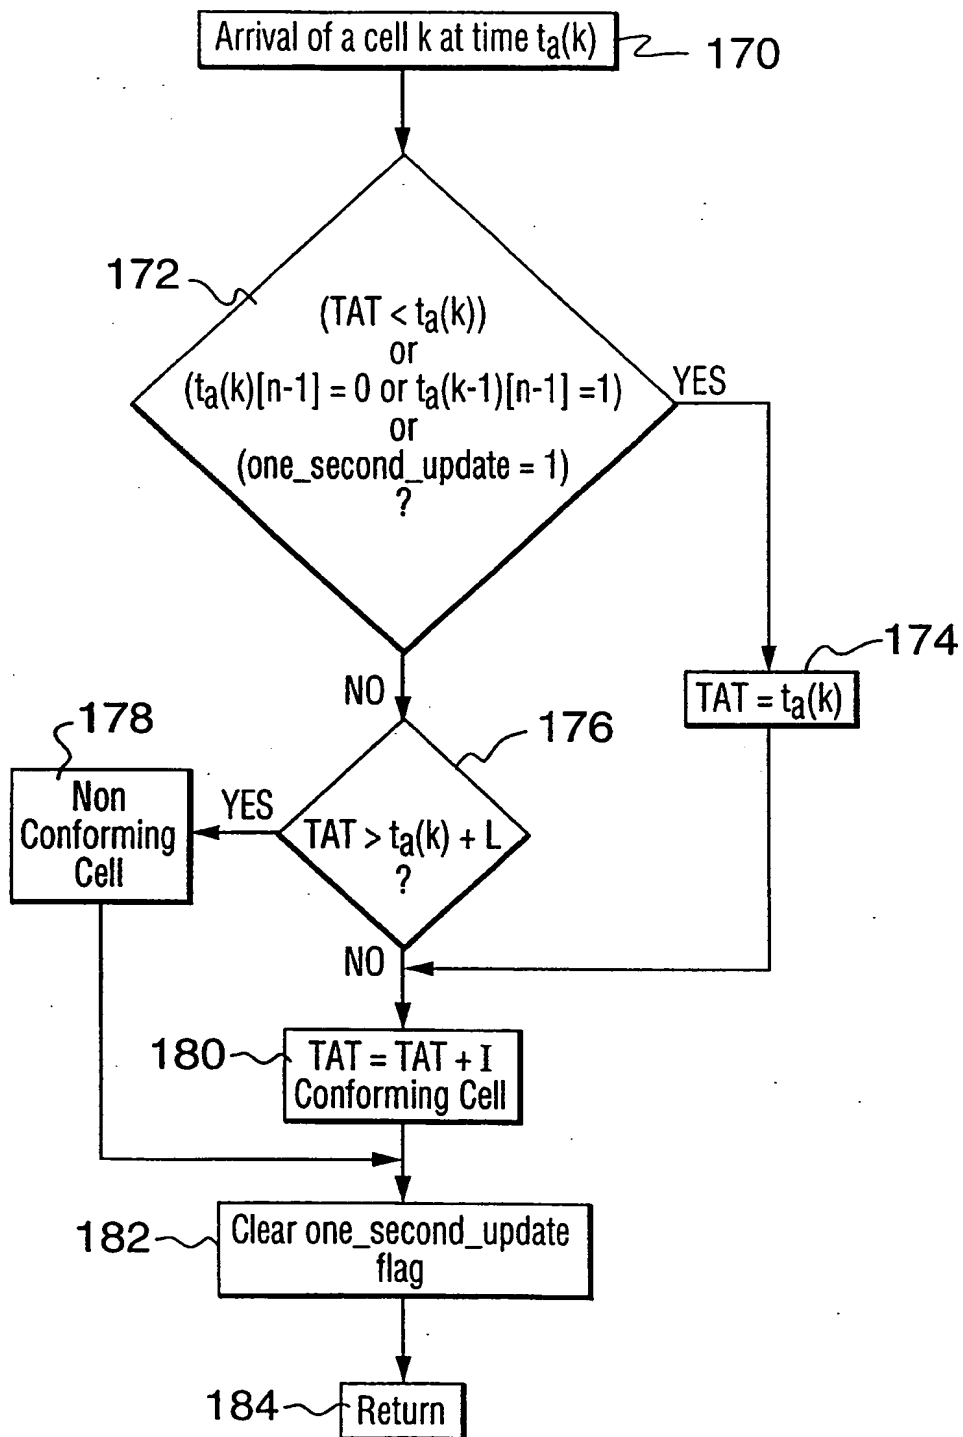 Arrival of a cell k at time ta(k)
170
172
(TAT < ta(k))
or
(ta(k)[n-1] = 0 or ta(k-1)[n-1] =1)
or
(one_second_update = 1)
?
YES
174
TAT = ta(k)
NO
176
178
Non
Conforming
Cell
YES
TAT > ta(k) + L
?
NO
180
TAT = TAT + I
Conforming Cell
182
Clear one_second_update
flag
184
Return